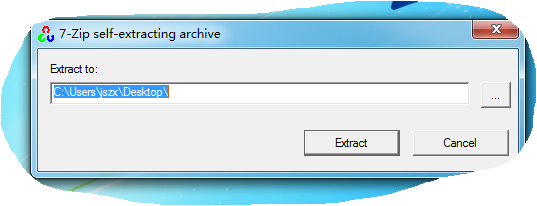 7-Zip self-extracting archive
Extract to:
C:\Users\jszx\Desktop\
...
Extract
Cancel